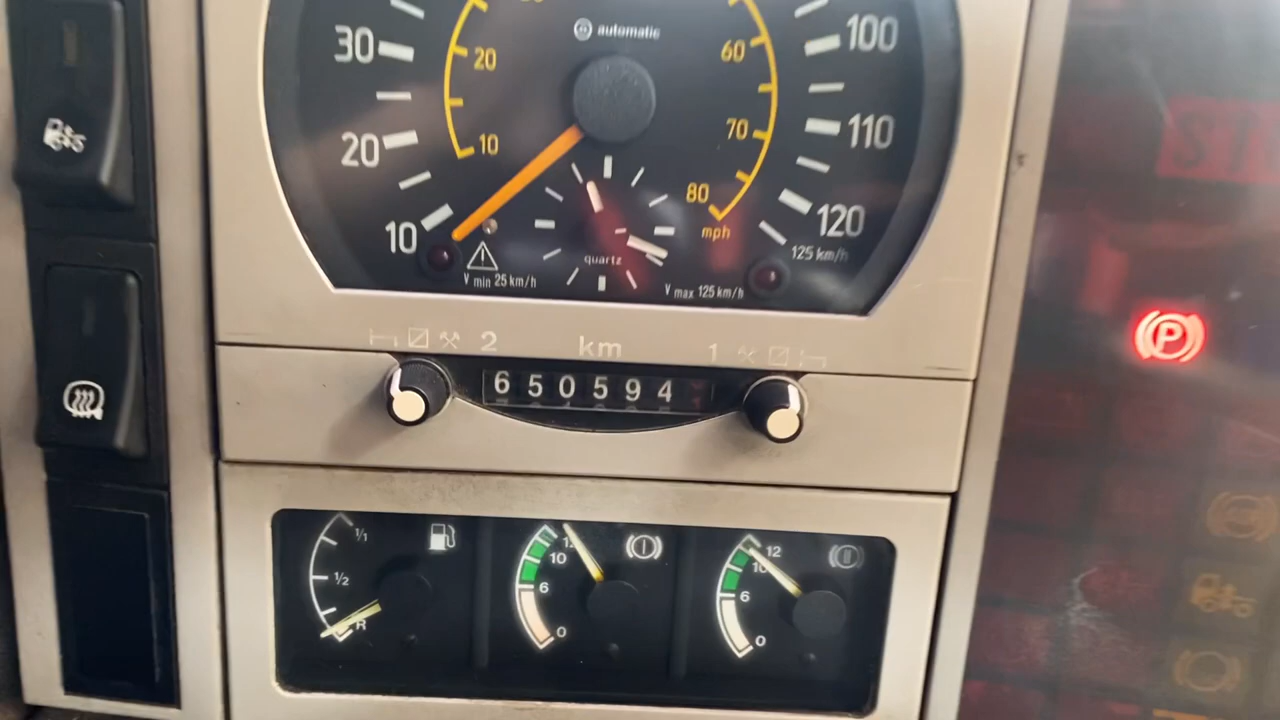 automatic
30
20
10
20
10
60
70
80
mph
100
110
120
125 km/h
quartz
V min 25 km/h
V max 125 km/h
2 km 1
650594
1/1
1/2
R
10
6
0
12
10
6
0
P